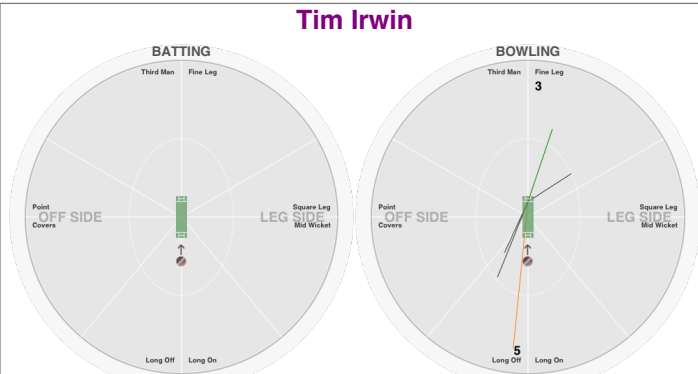 Tim Irwin
BATTING
Third Man Fine Leg
Point
OFF SIDE
Covers
Square Leg
LEG SIDE
Mid Wicket
Long Off Long On
BOWLING
Third Man Fine Leg
3
Point
OFF SIDE
Covers
Square Leg
LEG SIDE
Mid Wicket
5
Long Off Long On